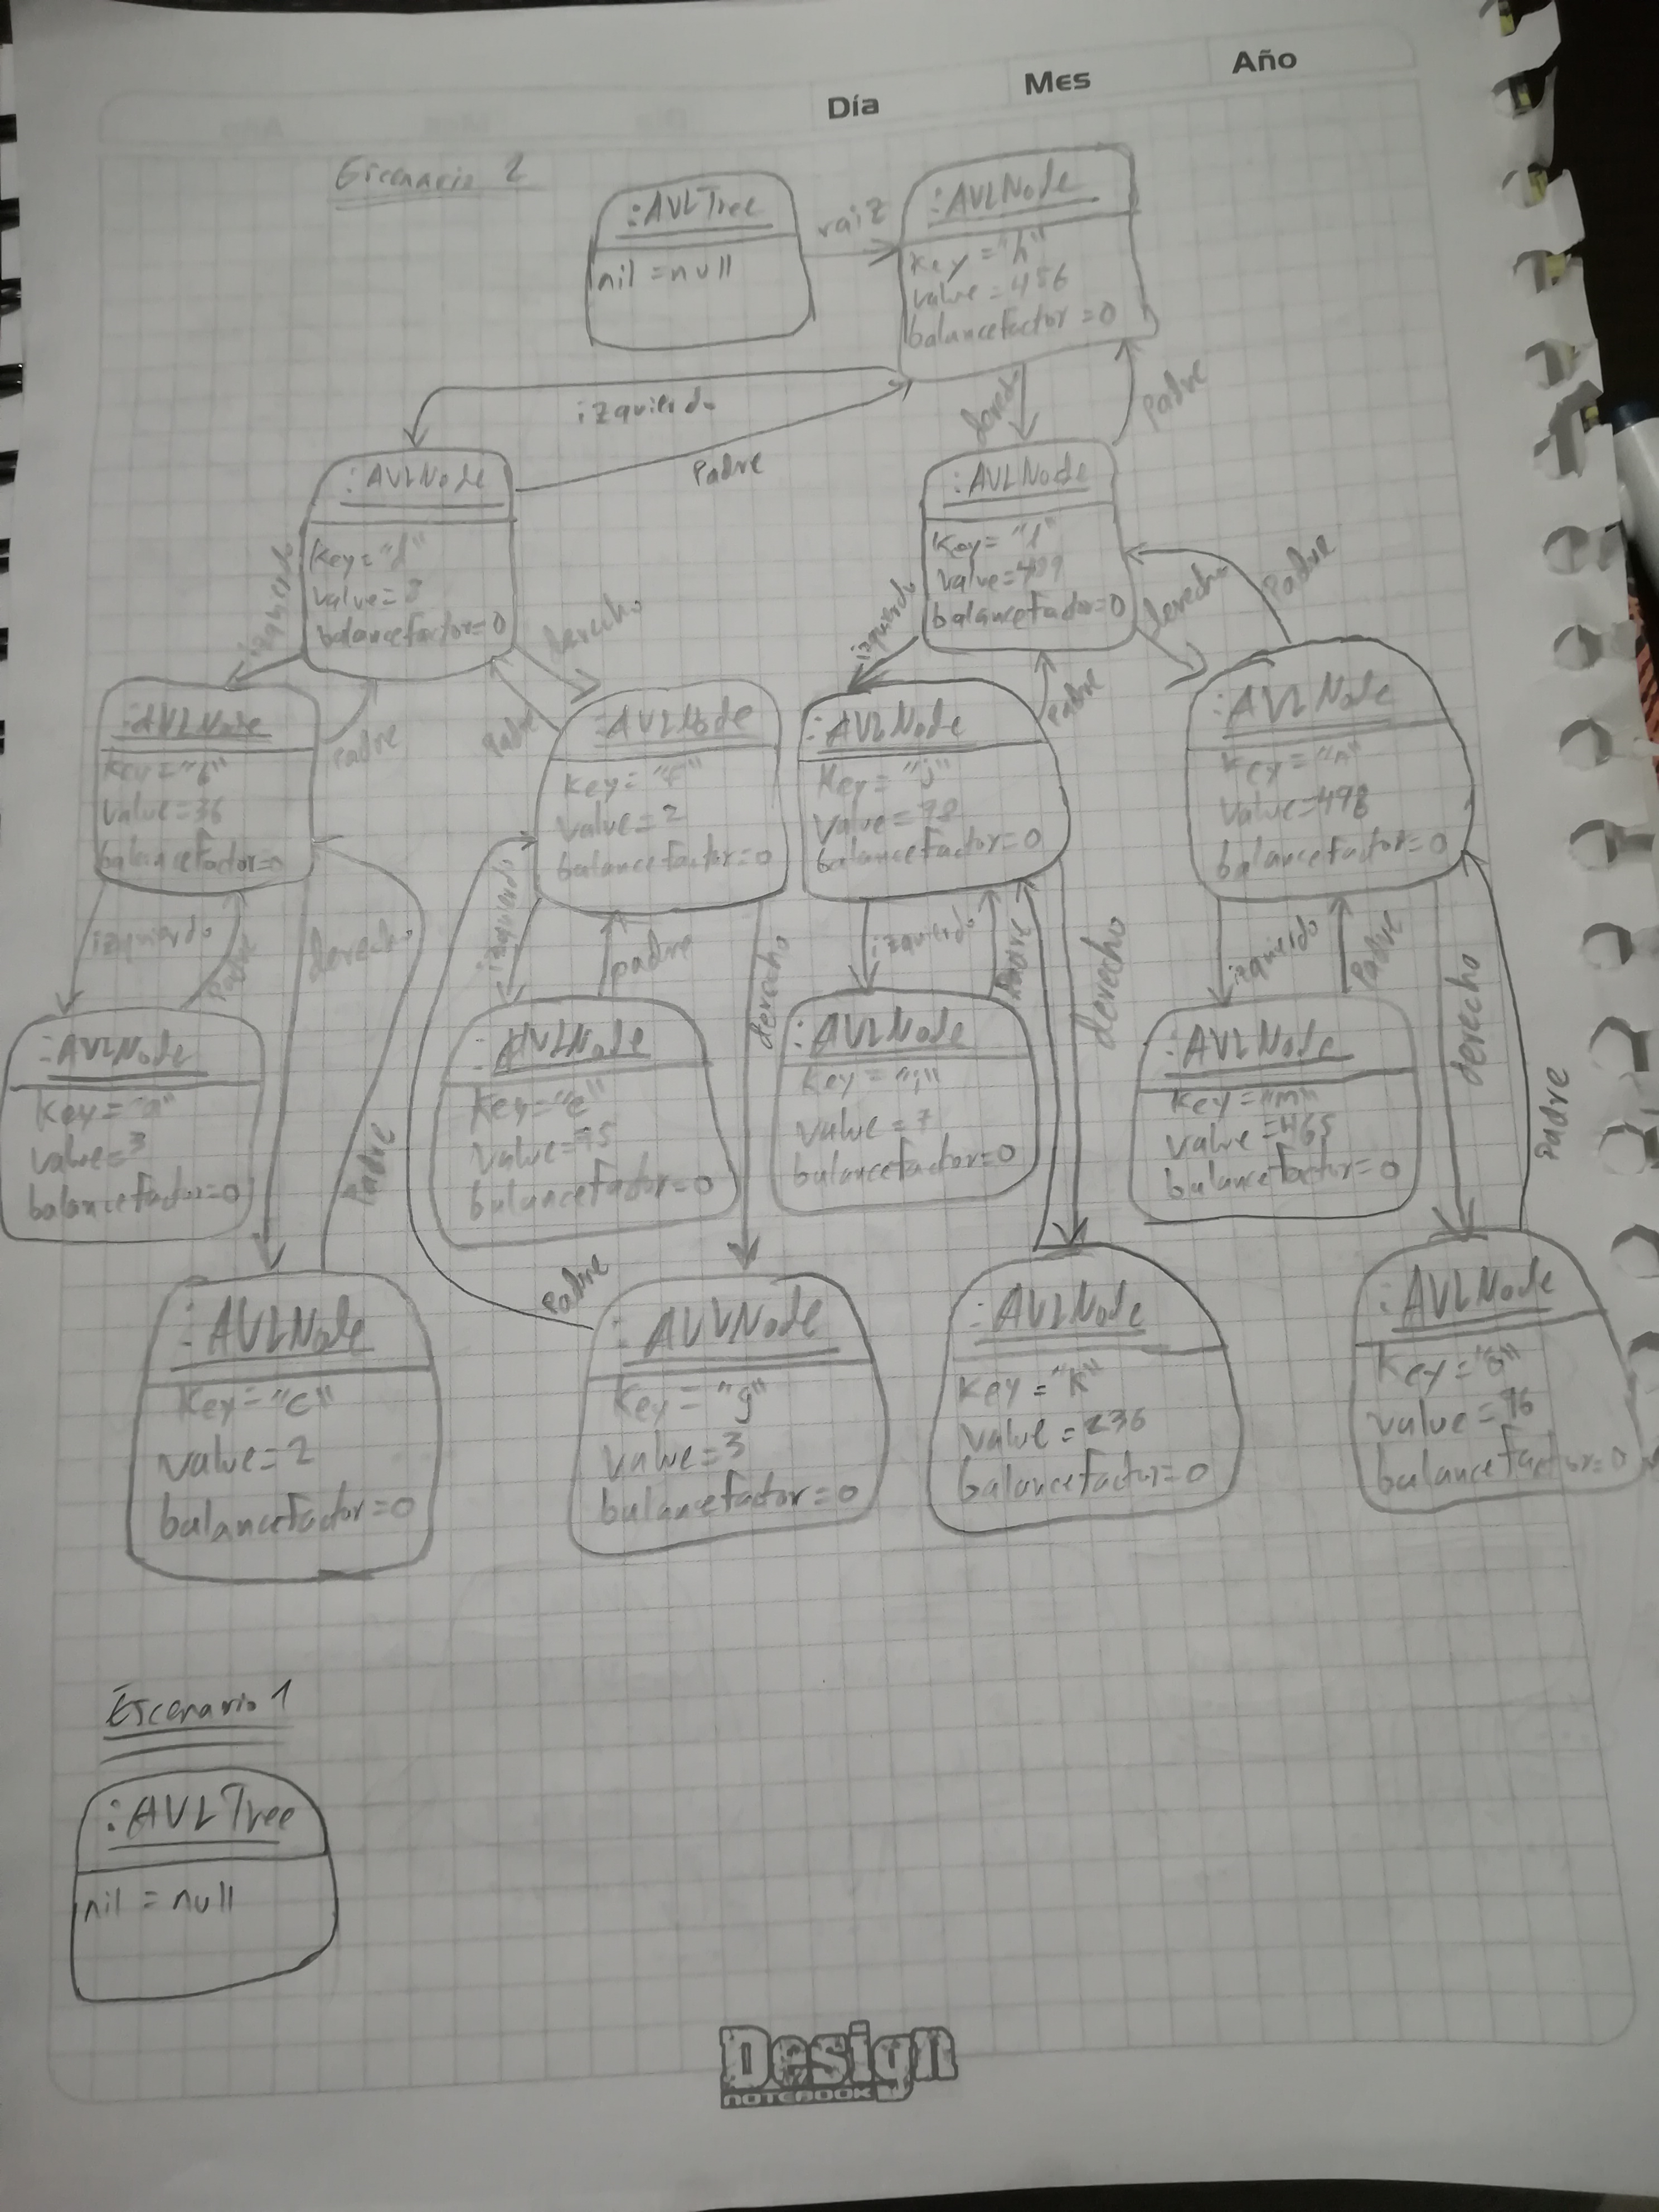 Día Mes Año
Escenario 2
:AVLTree
nil = null
raiz
:AVLNode
key = "h"
value = 456
balancefactor = 0
izquierdo
Padre
derecho
Padre
:AVLNode
key = "d"
value =
balancefactor = 0
:AVLNode
key = "l"
value =
balancefactor = 0
izquierdo
Padre
derecho
Padre
izquierdo
Padre
derecho
Padre
:AVLNode
key =
value = 36
balancefactor = 0
:AVLNode
key = "f"
value = 2
balancefactor = 0
:AVLNode
key = "j"
value = 78
balancefactor = 0
:AVLNode
key = "n"
value = 498
balancefactor = 0
izquierdo
Padre
derecho
Padre
izquierdo
padre
derecho
Padre
izquierdo
Padre
derecho
izquierdo
Padre
derecho
Padre
:AVLNode
key = "a"
value = 3
balancefactor = 0
:AVLNode
key = "e"
value = 75
balancefactor = 0
:AVLNode
key = "i"
value = 7
balancefactor = 0
:AVLNode
key = "m"
value = 465
balancefactor = 0
:AVLNode
key = "c"
value = 2
balancefactor = 0
:AVLNode
key = "g"
value = 3
balancefactor = 0
:AVLNode
key = "k"
value = 236
balancefactor = 0
:AVLNode
key = "o"
value = 96
balancefactor = 0
Escenario 1
:AVLTree
nil = null
Design
NOTEBOOK